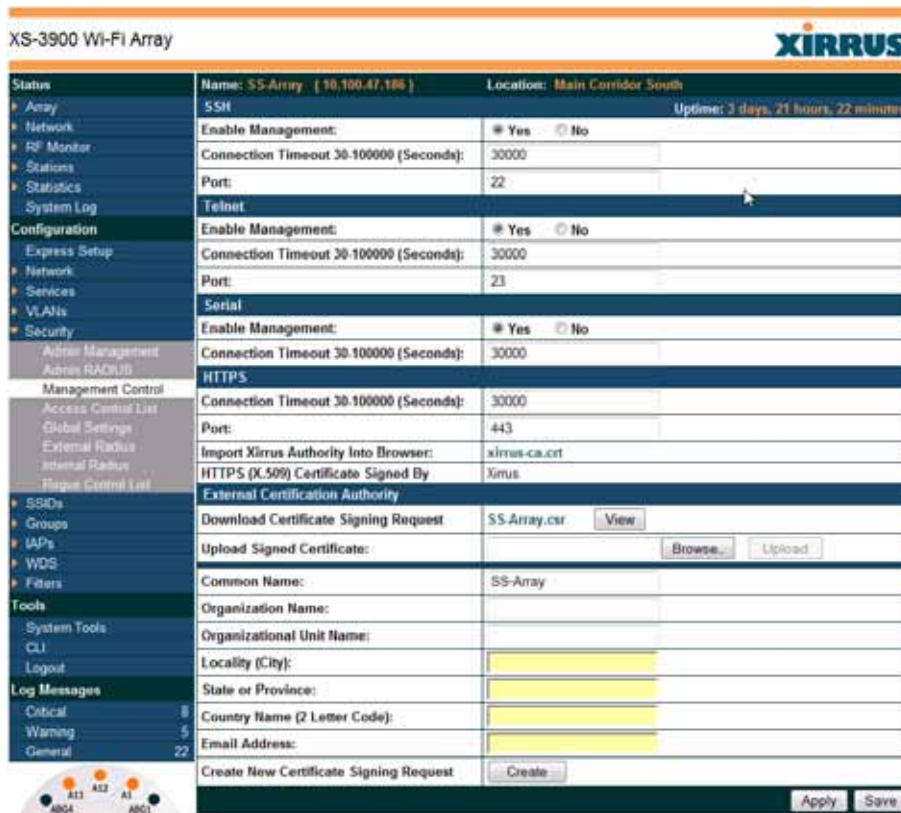 XS-3900 Wi-Fi Array
XIRRUS
Status
Array
Network
RF Monitor
Stations
Statistics
System Log
Configuration
Express Setup
Network
Services
VLANs
Security
Admin Management
Admin RADIUS
Management Control
Access Control List
Global Settings
External Radius
Internal Radius
Rogue Control List
SSIDs
Groups
IAPs
WDS
Filters
Tools
System Tools
CLI
Logout
Log Messages
Critical 8
Warning 5
General 22
A11 A12 A1
ABG4 ABG1
Name: SS-Array ( 10.100.47.186 ) Location: Main Corridor South
SSH Uptime: 3 days, 21 hours, 22 minutes
Enable Management: Yes No
Connection Timeout 30-100000 (Seconds): 30000
Port: 22
Telnet
Enable Management: Yes No
Connection Timeout 30-100000 (Seconds): 30000
Port: 23
Serial
Enable Management: Yes No
Connection Timeout 30-100000 (Seconds): 30000
HTTPS
Connection Timeout 30-100000 (Seconds): 30000
Port: 443
Import Xirrus Authority Into Browser: xirrus-ca.crt
HTTPS (X.509) Certificate Signed By Xirrus
External Certification Authority
Download Certificate Signing Request SS-Array.csr View
Upload Signed Certificate: Browse.. Upload
Common Name: SS-Array
Organization Name:
Organizational Unit Name:
Locality (City):
State or Province:
Country Name (2 Letter Code):
Email Address:
Create New Certificate Signing Request Create
Apply Save